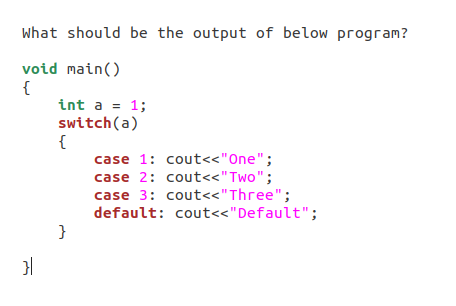 What should be the output of below program?
void main()
{
int a = 1;
switch(a)
{
case 1: cout<<"One";
case 2: cout<<"Two";
case 3: cout<<"Three";
default: cout<<"Default";
}
}